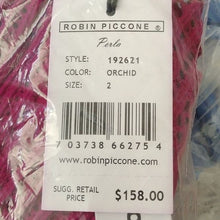 ROBIN PICCONE ®
Perla
STYLE: 192621
COLOR: ORCHID
SIZE: 2
7 03738 66275 4
www.robinpiccone.com
SUGG. RETAIL PRICE $158.00